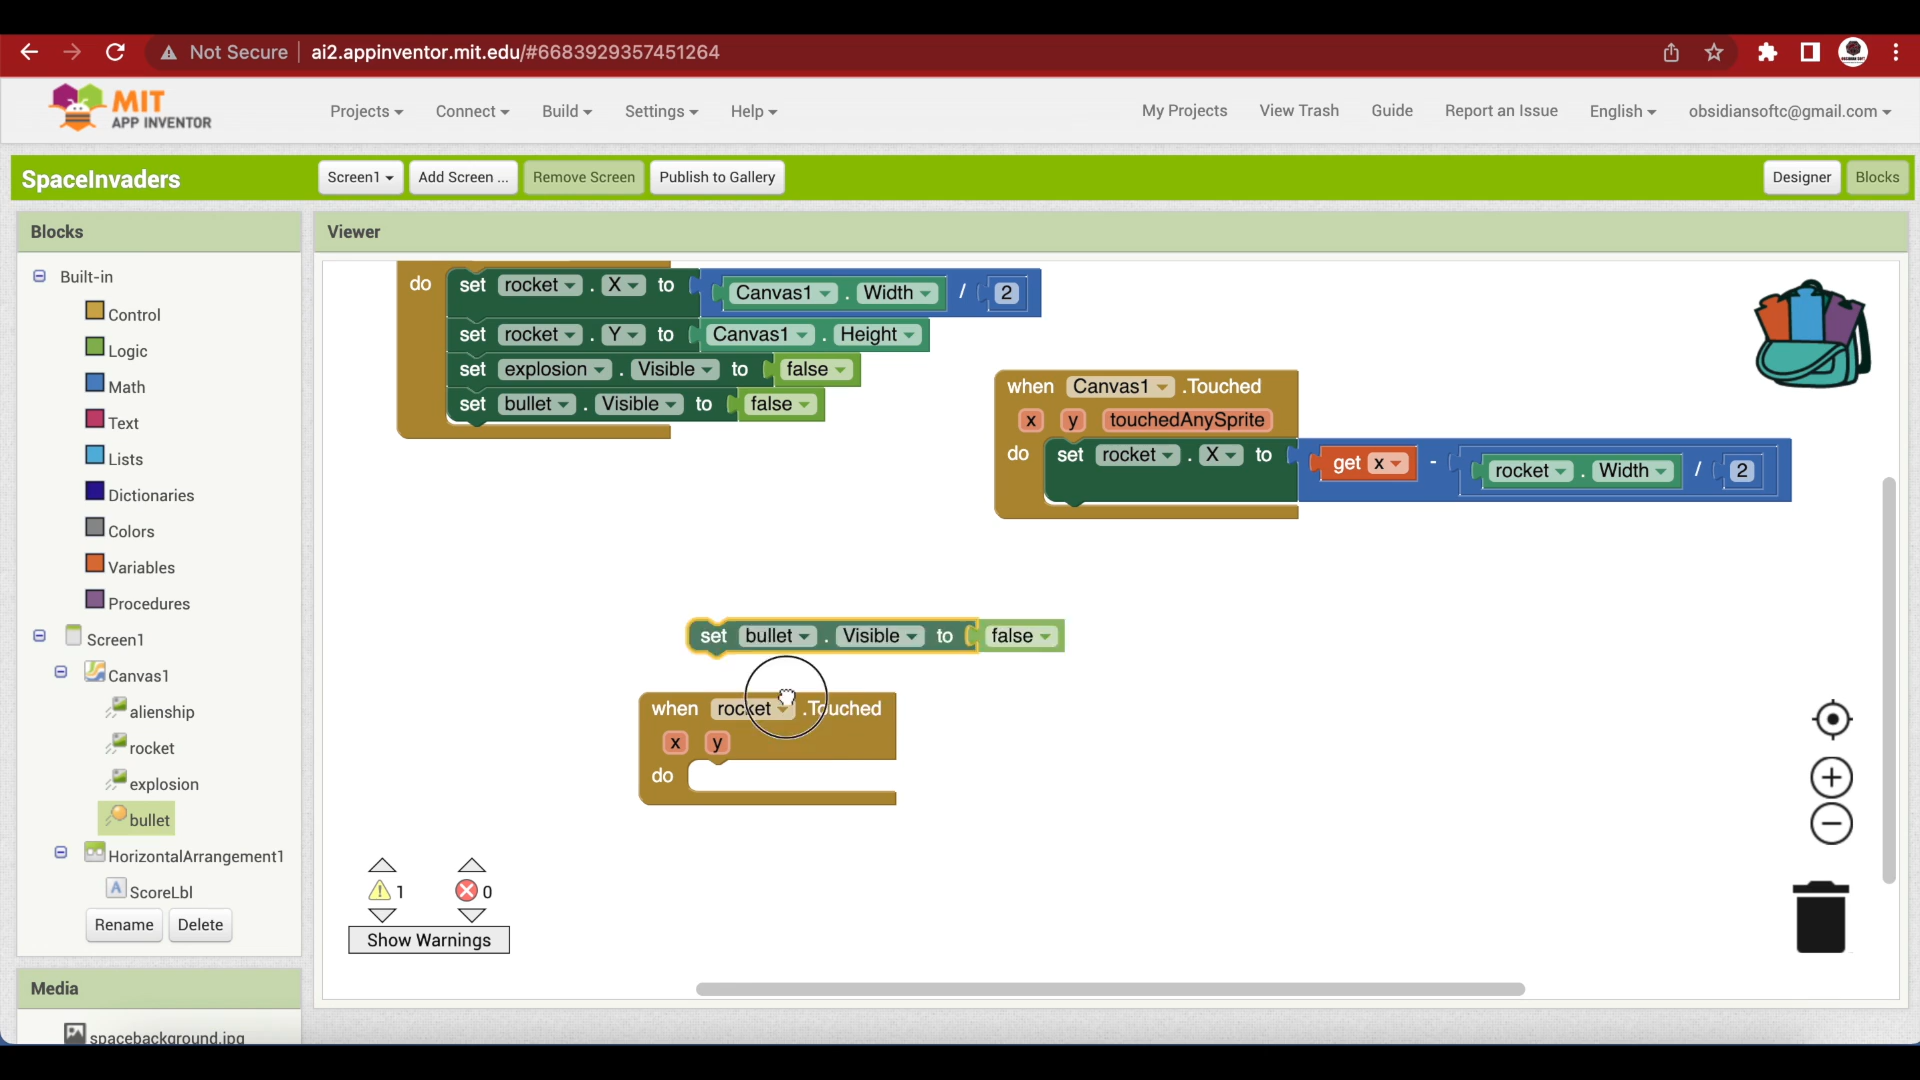 Not Secure
ai2.appinventor.mit.edu/#6683929357451264
MIT
APP INVENTOR
Projects
Connect
Build
Settings
Help
My Projects
View Trash
Guide
Report an Issue
English
obsidiansoftc@gmail.com
SpaceInvaders
Screen1
Add Screen ...
Remove Screen
Publish to Gallery
Designer
Blocks
Blocks
Built-in
Control
Logic
Math
Text
Lists
Dictionaries
Colors
Variables
Procedures
Screen1
Canvas1
alienship
rocket
explosion
bullet
HorizontalArrangement1
ScoreLbl
Rename
Delete
Media
spacebackground.jpg
Viewer
do set rocket . X to Canvas1 . Width / 2
set rocket . Y to Canvas1 . Height
set explosion . Visible to false
set bullet . Visible to false
when Canvas1 .Touched
x y touchedAnySprite
do set rocket . X to get x - rocket . Width / 2
set bullet . Visible to false
when rocket .Touched
x y
do
1
0
Show Warnings